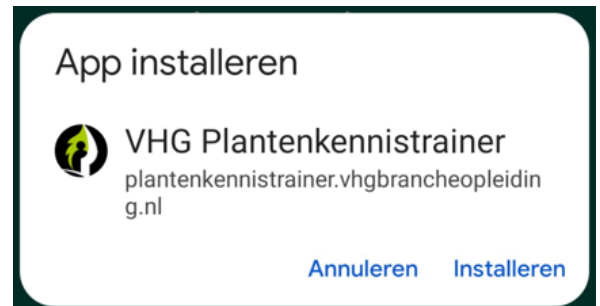 App installeren
VHG Plantenkennistrainer
plantenkennistrainer.vhgbrancheopleidin
g.nl
Annuleren Installeren